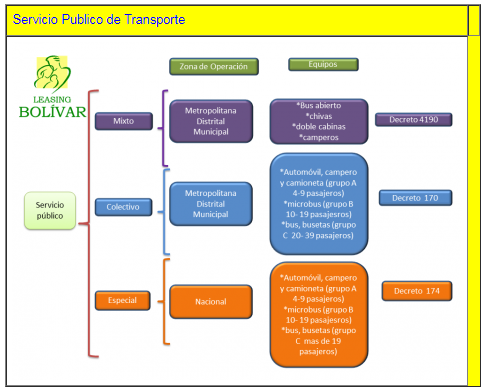 Servicio Publico de Transporte
Zona de Operación
Equipos
LEASING
BOLÍVAR
Servicio
público
Mixto
Metropolitana
Distrital
Municipal
*Bus abierto
*chivas
*doble cabinas
*camperos
Decreto 4190
Colectivo
Metropolitana
Distrital
Municipal
*Automóvil, campero
y camioneta (grupo A
4-9 pasajeros)
*microbus (grupo B
10- 19 pasajesros)
*bus, busetas (grupo
C 20- 39 pasajeros)
Decreto 170
Especial
Nacional
*Automóvil, campero
y camioneta (grupo A
4-9 pasajeros)
*microbus (grupo B
10- 19 pasajesros)
*bus, busetas (grupo
C mas de 19
pasajeros)
Decreto 174